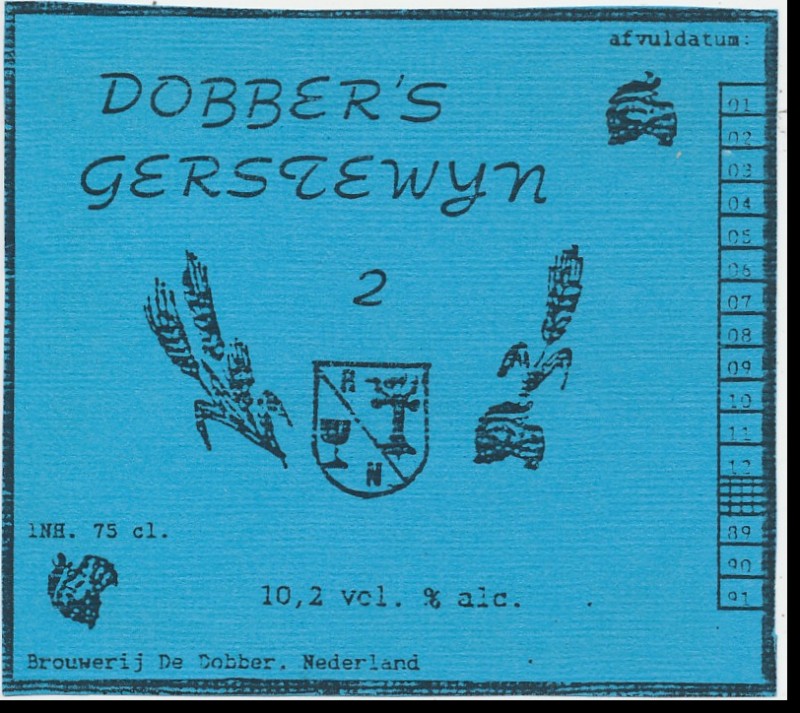 afvuldatum:
DOBBER'S
GERSTEWYN
2
R
N
01
02
03
04
05
06
07
08
09
10
11
12
89
90
91
1NH. 75 cl.
10,2 vol. % alc.
Brouwerij De Dobber. Nederland